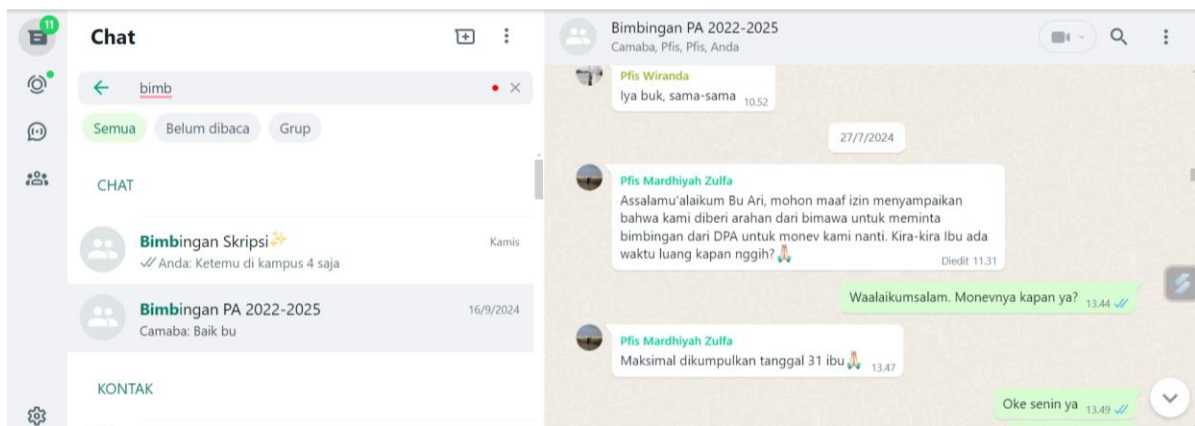 11
Chat
bimb
Semua Belum dibaca Grup
CHAT
Bimbingan Skripsi✨ Kamis
Anda: Ketemu di kampus 4 saja
Bimbingan PA 2022-2025 16/9/2024
Camaba: Baik bu
KONTAK
Bimbingan PA 2022-2025
Camaba, Pfis, Pfis, Anda
Pfis Wiranda
Iya buk, sama-sama 10.52
27/7/2024
Pfis Mardhiyah Zulfa
Assalamu'alaikum Bu Ari, mohon maaf izin menyampaikan
bahwa kami diberi arahan dari bimawa untuk meminta
bimbingan dari DPA untuk monev kami nanti. Kira-kira Ibu ada
waktu luang kapan nggih?🙏🏻 Diedit 11.31
Waalaikumsalam. Monevnya kapan ya? 13.44
Pfis Mardhiyah Zulfa
Maksimal dikumpulkan tanggal 31 ibu🙏🏻 13.47
Oke senin ya 13.49